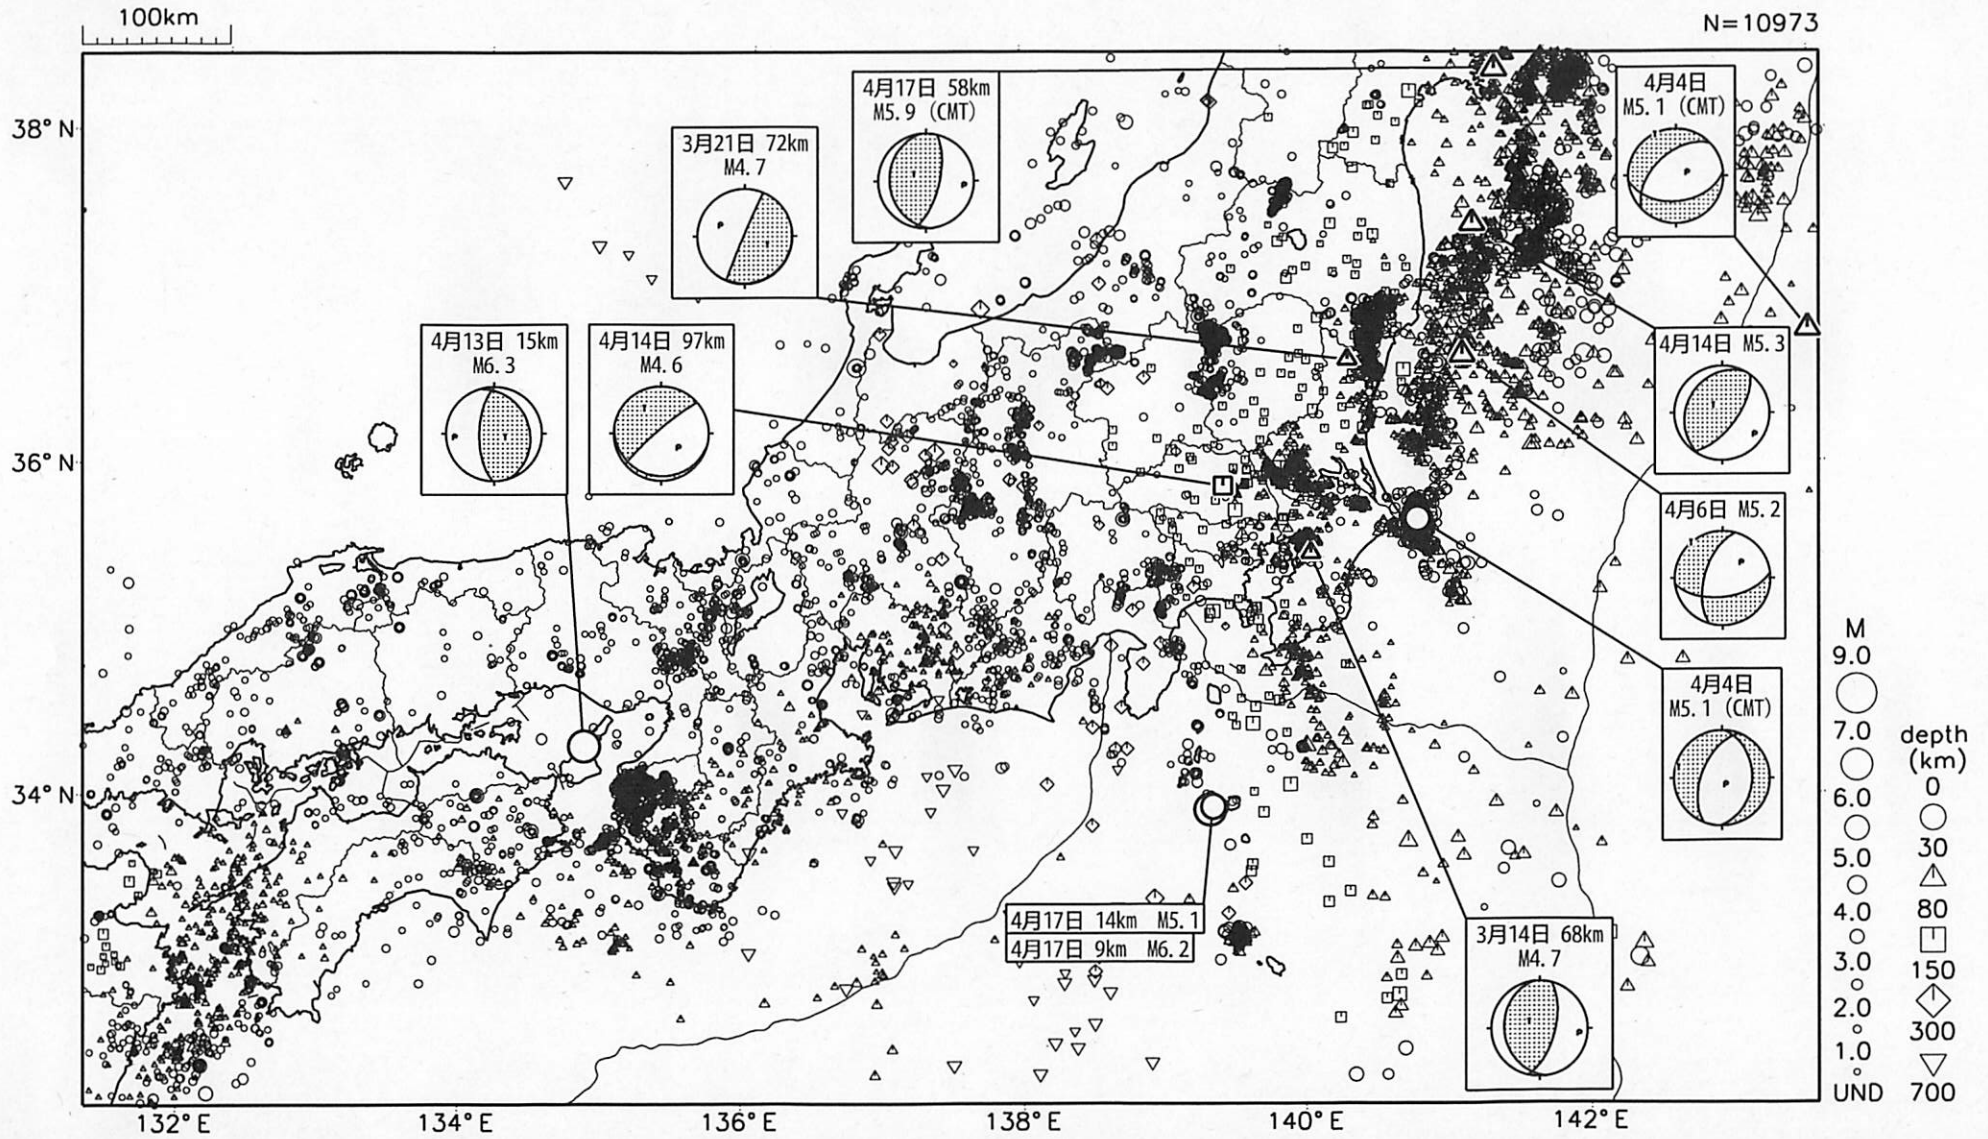 100km
N=10973
4月17日 58km
M5.9 (CMT)
4月4日
M5.1 (CMT)
3月21日 72km
M4.7
38° N
4月13日 15km
M6.3
4月14日 97km
M4.6
4月14日 M5.3
36° N
4月6日 M5.2
4月4日
M5.1 (CMT)
34° N
4月17日 14km M5.1
4月17日 9km M6.2
3月14日 68km
M4.7
M
9.0
7.0
6.0
5.0
4.0
3.0
2.0
1.0
UND
depth
(km)
0
30
80
150
300
700
132° E
134° E
136° E
138° E
140° E
142° E